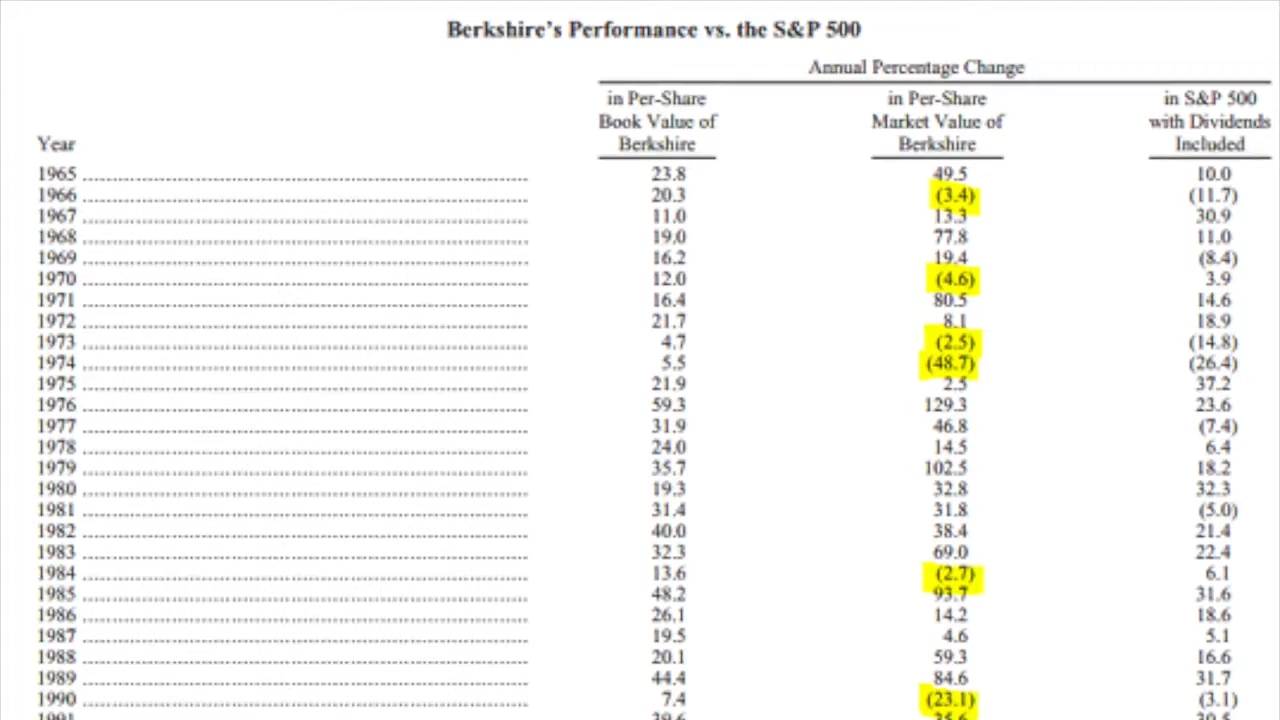 Berkshire's Performance vs. the S&P 500
Annual Percentage Change
in Per-Share in Per-Share in S&P 500
Book Value of Market Value of with Dividends
Year Berkshire Berkshire Included
1965 23.8 49.5 10.0
1966 20.3 (3.4) (11.7)
1967 11.0 13.3 30.9
1968 19.0 77.8 11.0
1969 16.2 19.4 (8.4)
1970 12.0 (4.6) 3.9
1971 16.4 80.5 14.6
1972 21.7 8.1 18.9
1973 4.7 (2.5) (14.8)
1974 5.5 (48.7) (26.4)
1975 21.9 2.5 37.2
1976 59.3 129.3 23.6
1977 31.9 46.8 (7.4)
1978 24.0 14.5 6.4
1979 35.7 102.5 18.2
1980 19.3 32.8 32.3
1981 31.4 31.8 (5.0)
1982 40.0 38.4 21.4
1983 32.3 69.0 22.4
1984 13.6 (2.7) 6.1
1985 48.2 93.7 31.6
1986 26.1 14.2 18.6
1987 19.5 4.6 5.1
1988 20.1 59.3 16.6
1989 44.4 84.6 31.7
1990 7.4 (23.1) (3.1)
1991 39.6 35.6 30.5